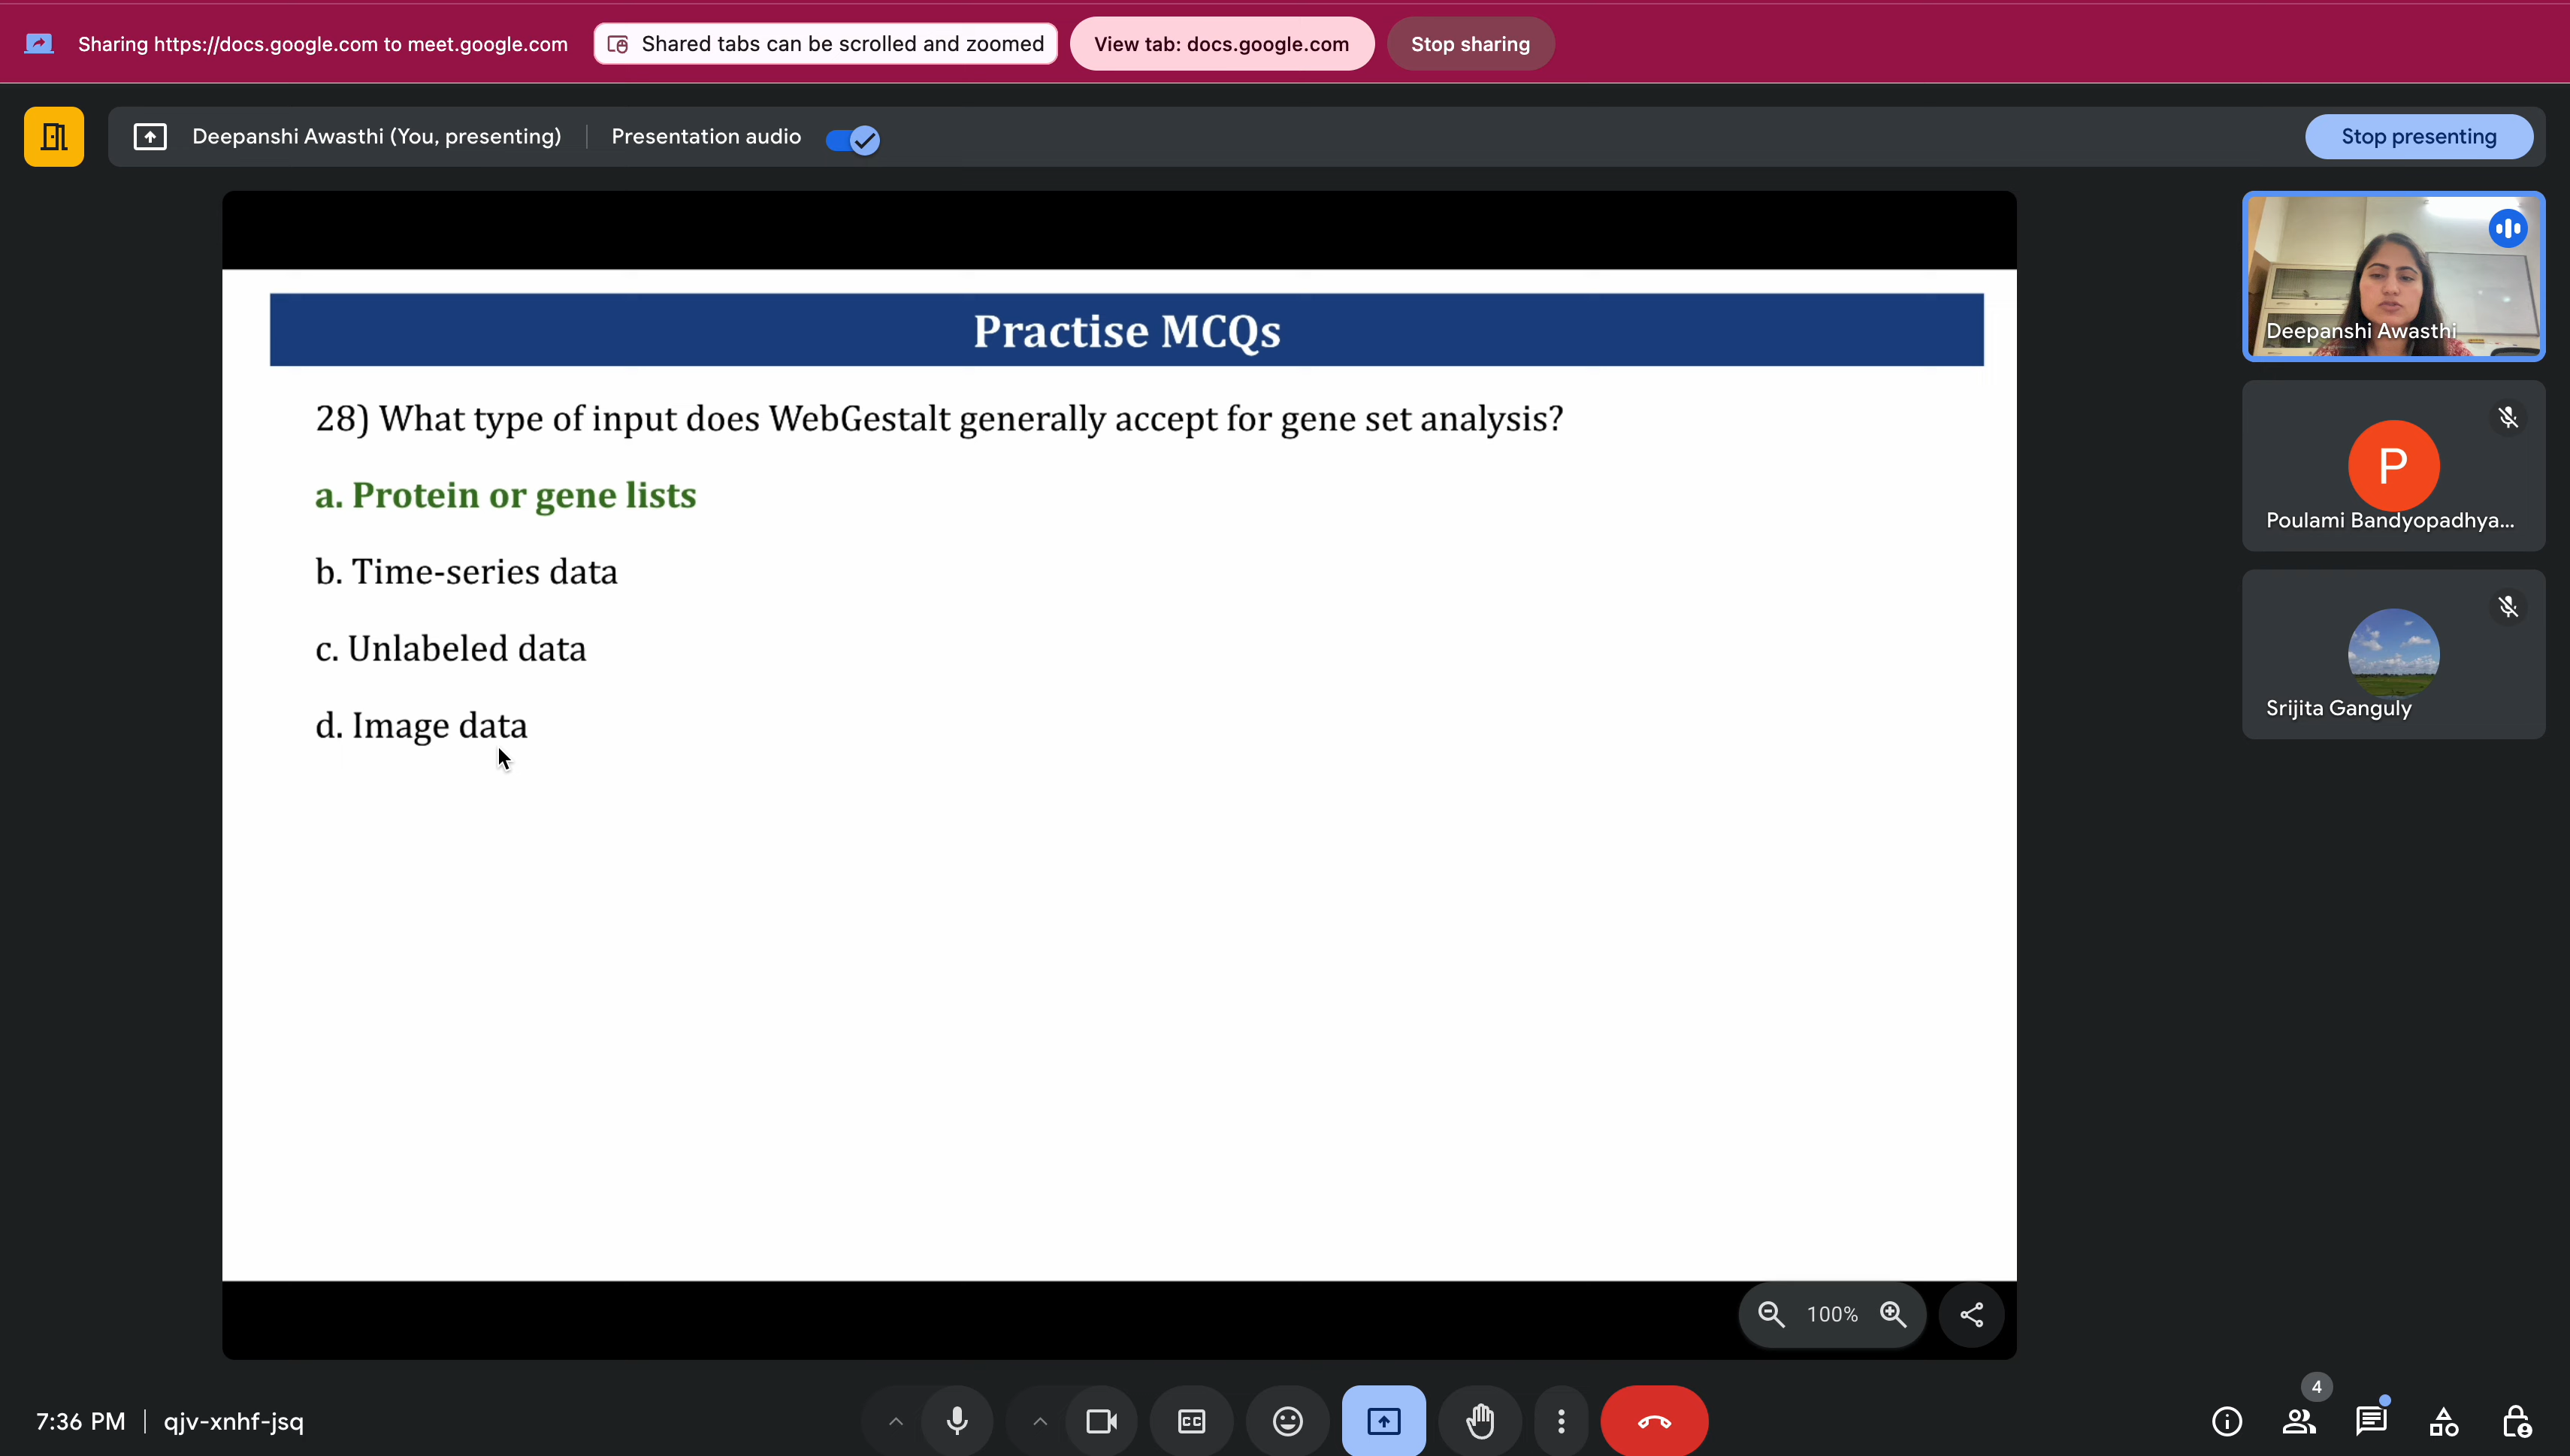 Sharing https://docs.google.com to meet.google.com
Shared tabs can be scrolled and zoomed
View tab: docs.google.com
Stop sharing
Deepanshi Awasthi (You, presenting)
Presentation audio
Stop presenting
Practise MCQs
28) What type of input does WebGestalt generally accept for gene set analysis?
a. Protein or gene lists
b. Time-series data
c. Unlabeled data
d. Image data
Deepanshi Awasthi
P
Poulami Bandyopadhya...
Srijita Ganguly
100%
7:36 PM
qjv-xnhf-jsq
CC
4